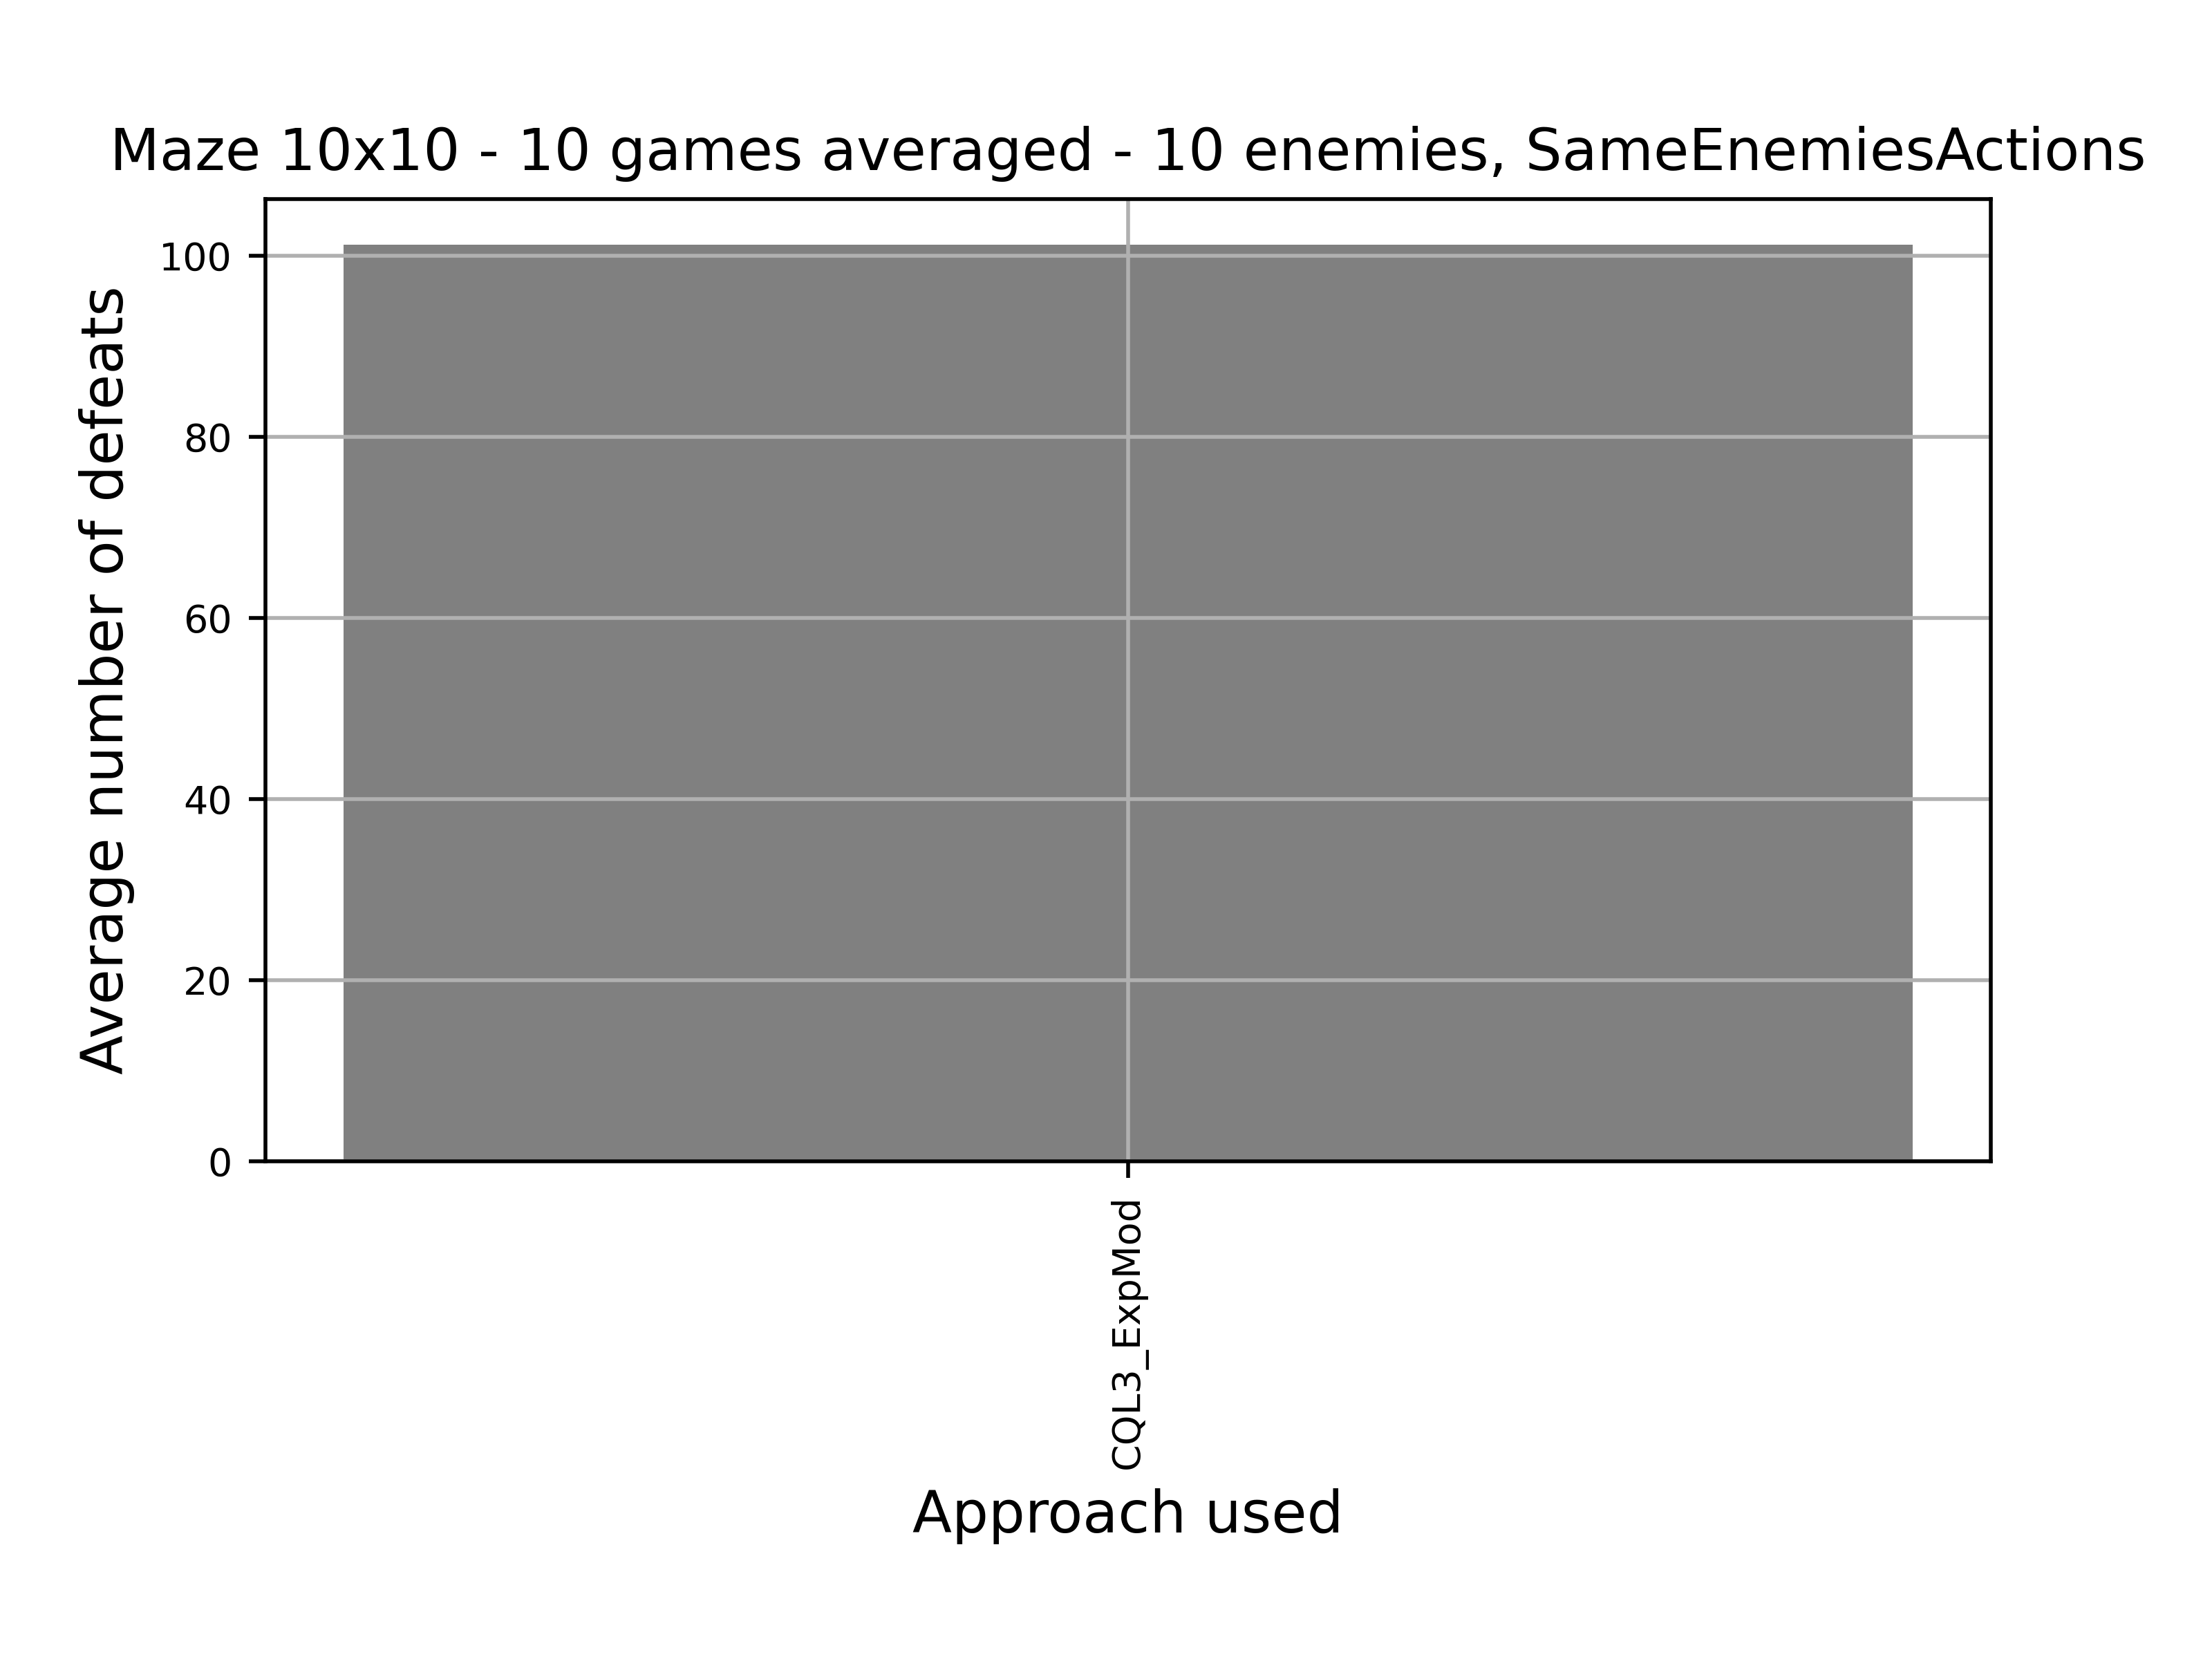 Maze 10x10 - 10 games averaged - 10 enemies, SameEnemiesActions
Average number of defeats
100
80
60
40
20
0
CQL3_ExpMod
Approach used